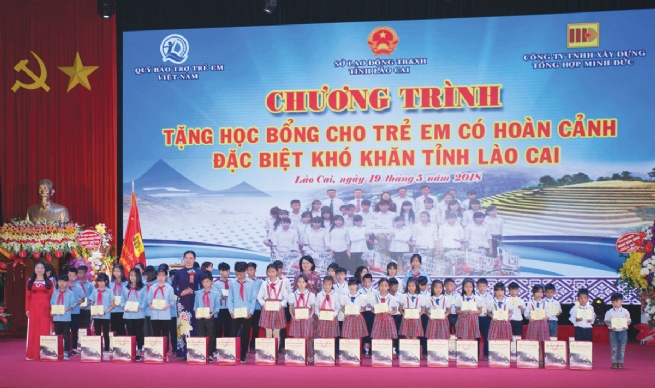 QUỸ BẢO TRỢ TRẺ EM
VIỆT NAM
SỞ LAO ĐỘNG TB&XH
TỈNH LÀO CAI
CÔNG TY TNHH XÂY DỰNG
TỔNG HỢP MINH ĐỨC
CHƯƠNG TRÌNH
TẶNG HỌC BỔNG CHO TRẺ EM CÓ HOÀN CẢNH
ĐẶC BIỆT KHÓ KHĂN TỈNH LÀO CAI
Lào Cai, ngày 19 tháng 5 năm 2018